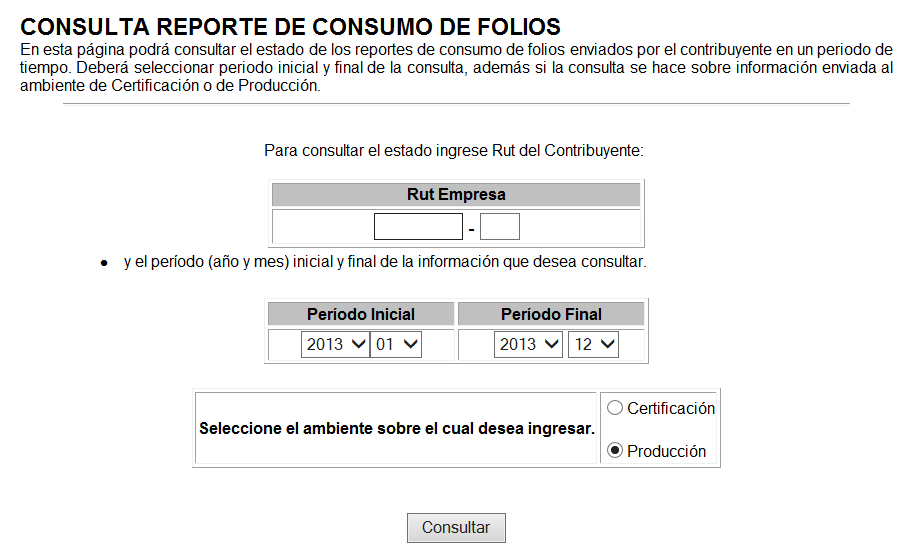 CONSULTA REPORTE DE CONSUMO DE FOLIOS
En esta página podrá consultar el estado de los reportes de consumo de folios enviados por el contribuyente en un periodo de
tiempo. Deberá seleccionar periodo inicial y final de la consulta, además si la consulta se hace sobre información enviada al
ambiente de Certificación o de Producción.
Para consultar el estado ingrese Rut del Contribuyente:
Rut Empresa
-
• y el período (año y mes) inicial y final de la información que desea consultar.
Período Inicial Período Final
2013 01 2013 12
Certificación
Seleccione el ambiente sobre el cual desea ingresar.
Producción
Consultar